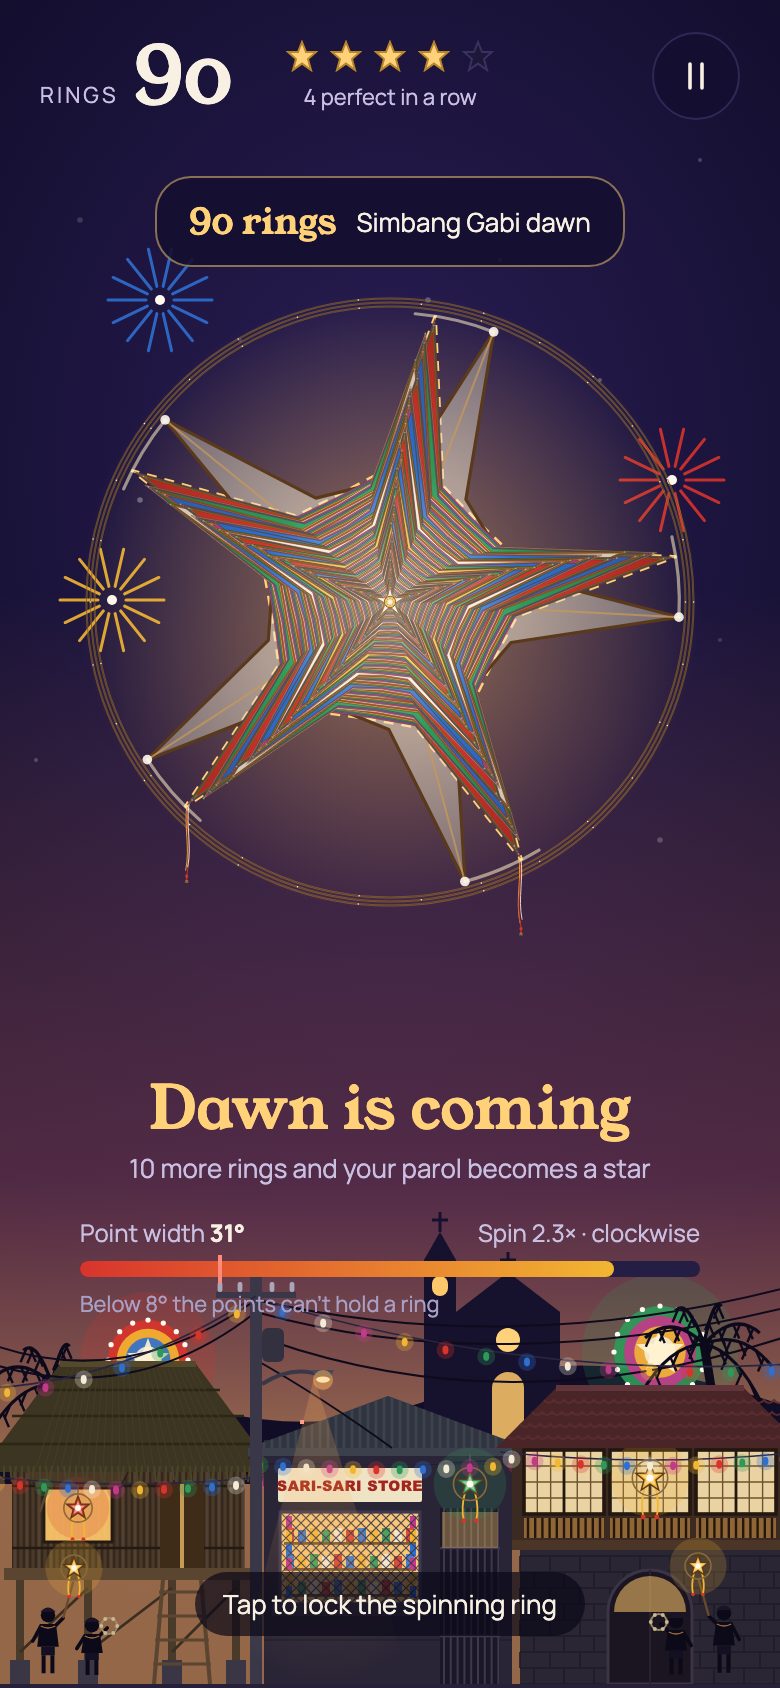 RINGS 90
4 perfect in a row
90 rings Simbang Gabi dawn
Dawn is coming
10 more rings and your parol becomes a star
Point width 31° Spin 2.3× · clockwise
Below 8° the points can't hold a ring
SARI-SARI STORE
Tap to lock the spinning ring